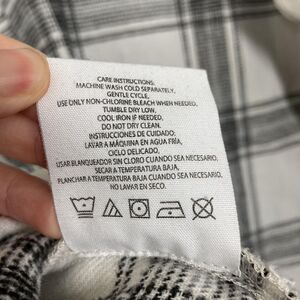 CARE INSTRUCTIONS.
MACHINE WASH COLD SEPARATELY,
GENTLE CYCLE.
USE ONLY NON-CHLORINE BLEACH WHEN NEEDED.
TUMBLE DRY LOW.
COOL IRON IF NEEDED.
DO NOT DRY CLEAN.
INSTRUCCIONES DE CUIDADO;
LAVAR A MÁQUINA EN AGUA FRÍA,
CICLO DELICADO.
USAR BLANQUEADOR SIN CLORO CUANDO SEA NECESARIO,
SECAR A TEMPERATURA BAJA.
PLANCHAR A TEMPERATURA BAJA CUANDO SEA NECESARIO,
NO LAVAR EN SECO.